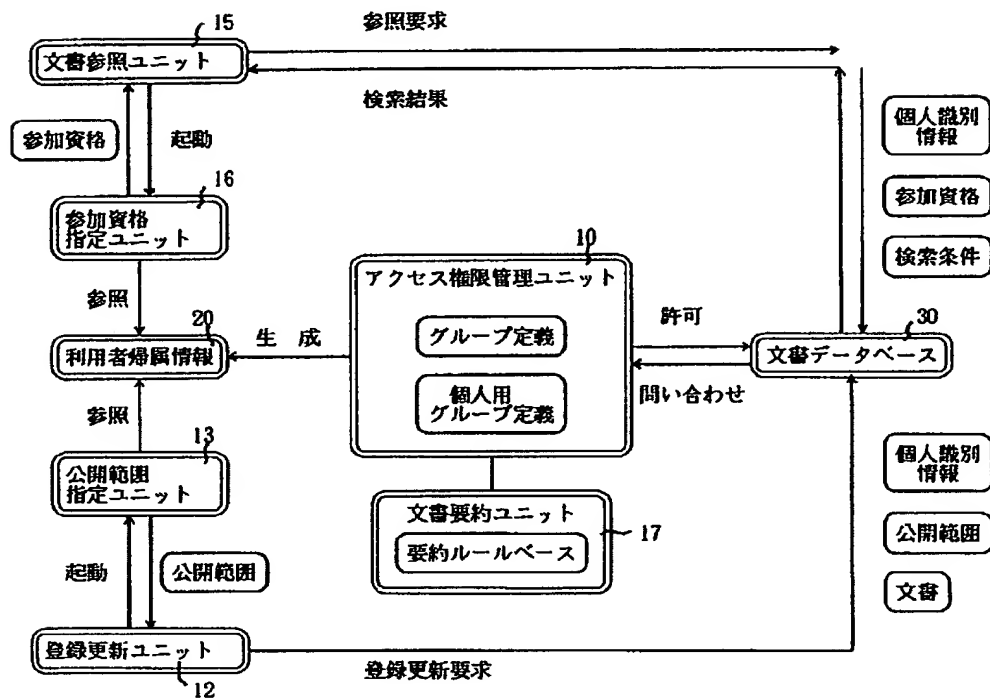 15
参照要求
文書参照ユニット
検索結果
参加資格
起動
個人識別
情報
16
参加資格
指定ユニット
参加資格
検索条件
10
アクセス権限管理ユニット
参照
20
生 成
グループ定義
許可
30
利用者帰属情報
文書データベース
個人用
グループ定義
問い合わせ
参照
13
公開範囲
指定ユニット
個人識別
情報
文書要約ユニット
17
要約ルールベース
公開範囲
起動
公開範囲
文書
登録更新ユニット
12
登録更新要求